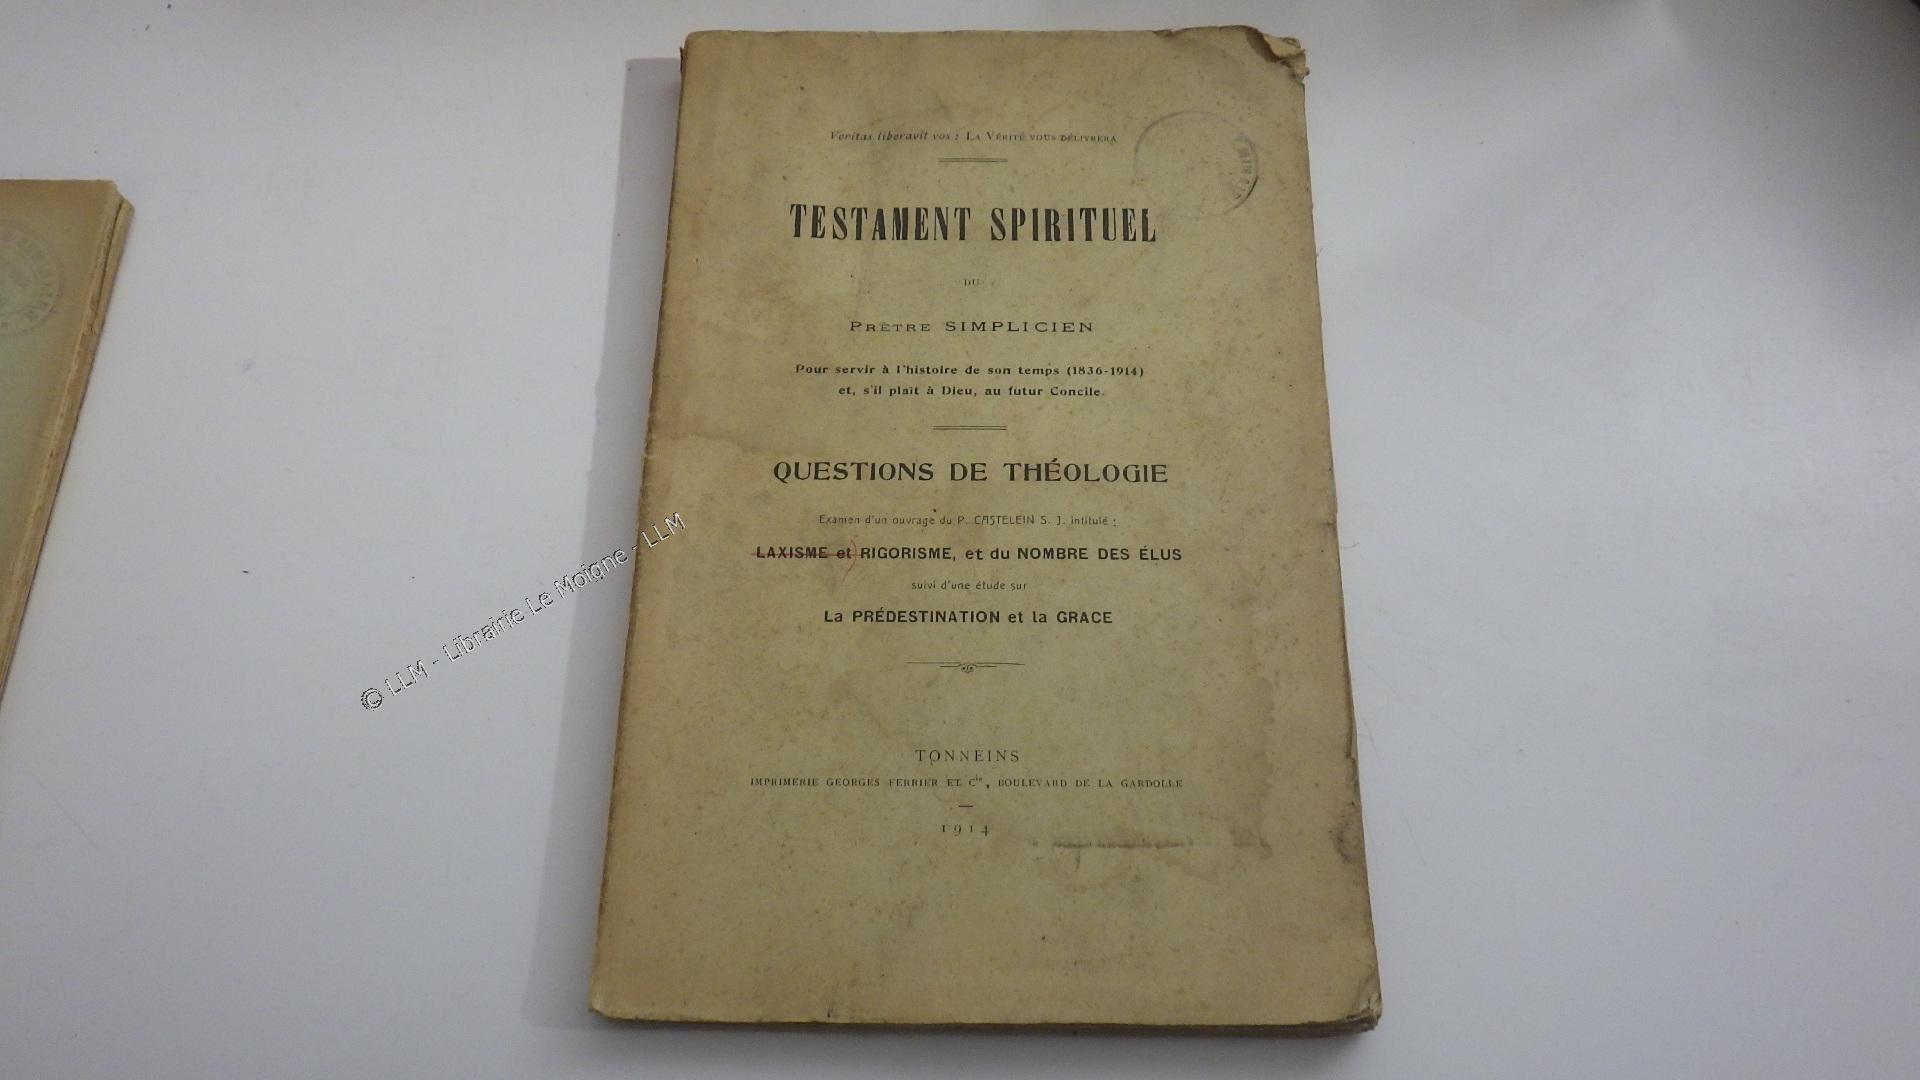 Veritas liberavit vos : LA VÉRITÉ VOUS DÉLIVRERA
TESTAMENT SPIRITUEL
DU
PRÊTRE SIMPLICIEN
Pour servir à l'histoire de son temps (1836-1914)
et, s'il plaît à Dieu, au futur Concile.
QUESTIONS DE THÉOLOGIE
Examen d'un ouvrage du P. CASTELEIN S. J. intitulé :
LAXISME et RIGORISME, et du NOMBRE DES ÉLUS
suivi d'une étude sur
La PRÉDESTINATION et la GRACE
TONNEINS
IMPRIMERIE GEORGES FERRIER ET Cie, BOULEVARD DE LA GARDOLLE
1914
© LLM - Librairie Le Moigne - LLM